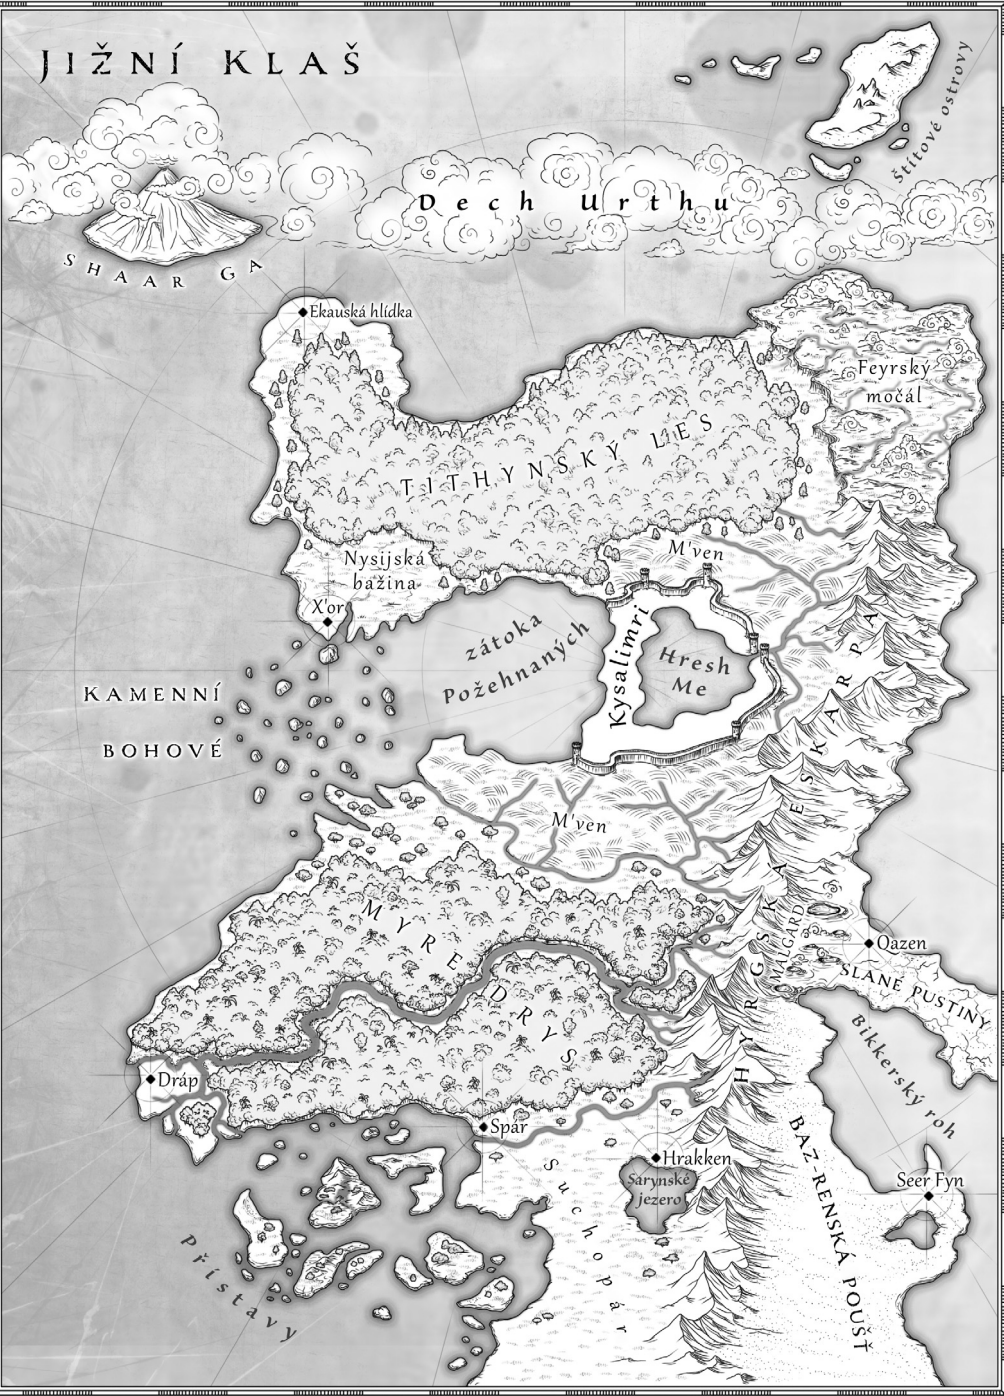 JIŽNÍ KLAŠ
Štítové ostrovy
Dech Urthu
SHAAR GA
Ekauská hlídka
Feyrský
močál
TITHYNSKÝ LES
M'ven
Nysijská
bažina
X'or
zátoka
Požehnaných
Kysalimri
Hresh
Me
KAMENNÍ
BOHOVÉ
M'ven
HYRGSKÁ ESKARPA
MALGARD
MYRE DRYS
Qazen
SLANÉ PUSTINY
Bikkerský roh
Dráp
Spár
Hrakken
Sárynské
jezero
Seer Fyn
BAZ-RENSKÁ POUŠŤ
Suchopár
Přístavy